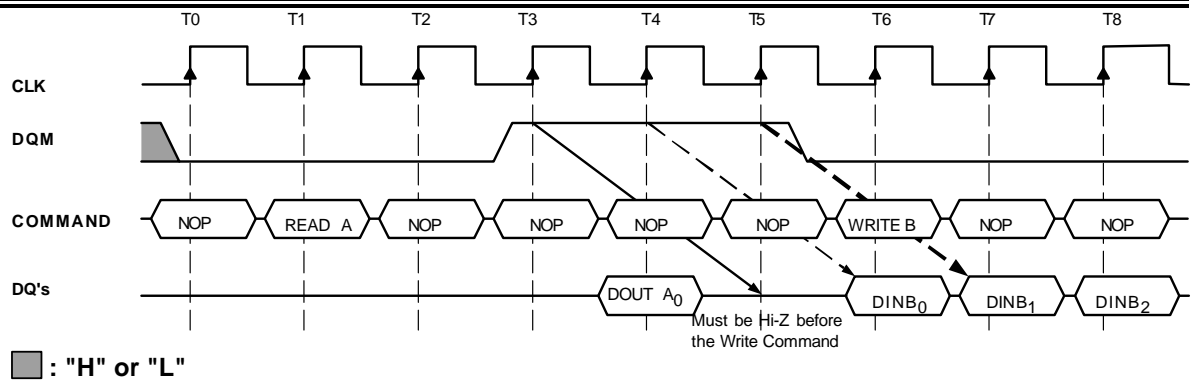 T0 T1 T2 T3 T4 T5 T6 T7 T8
CLK
DQM
COMMAND NOP READ A NOP NOP NOP NOP WRITE B NOP NOP
DQ's DOUT A0 DINB0 DINB1 DINB2
Must be Hi-Z before
the Write Command
: "H" or "L"